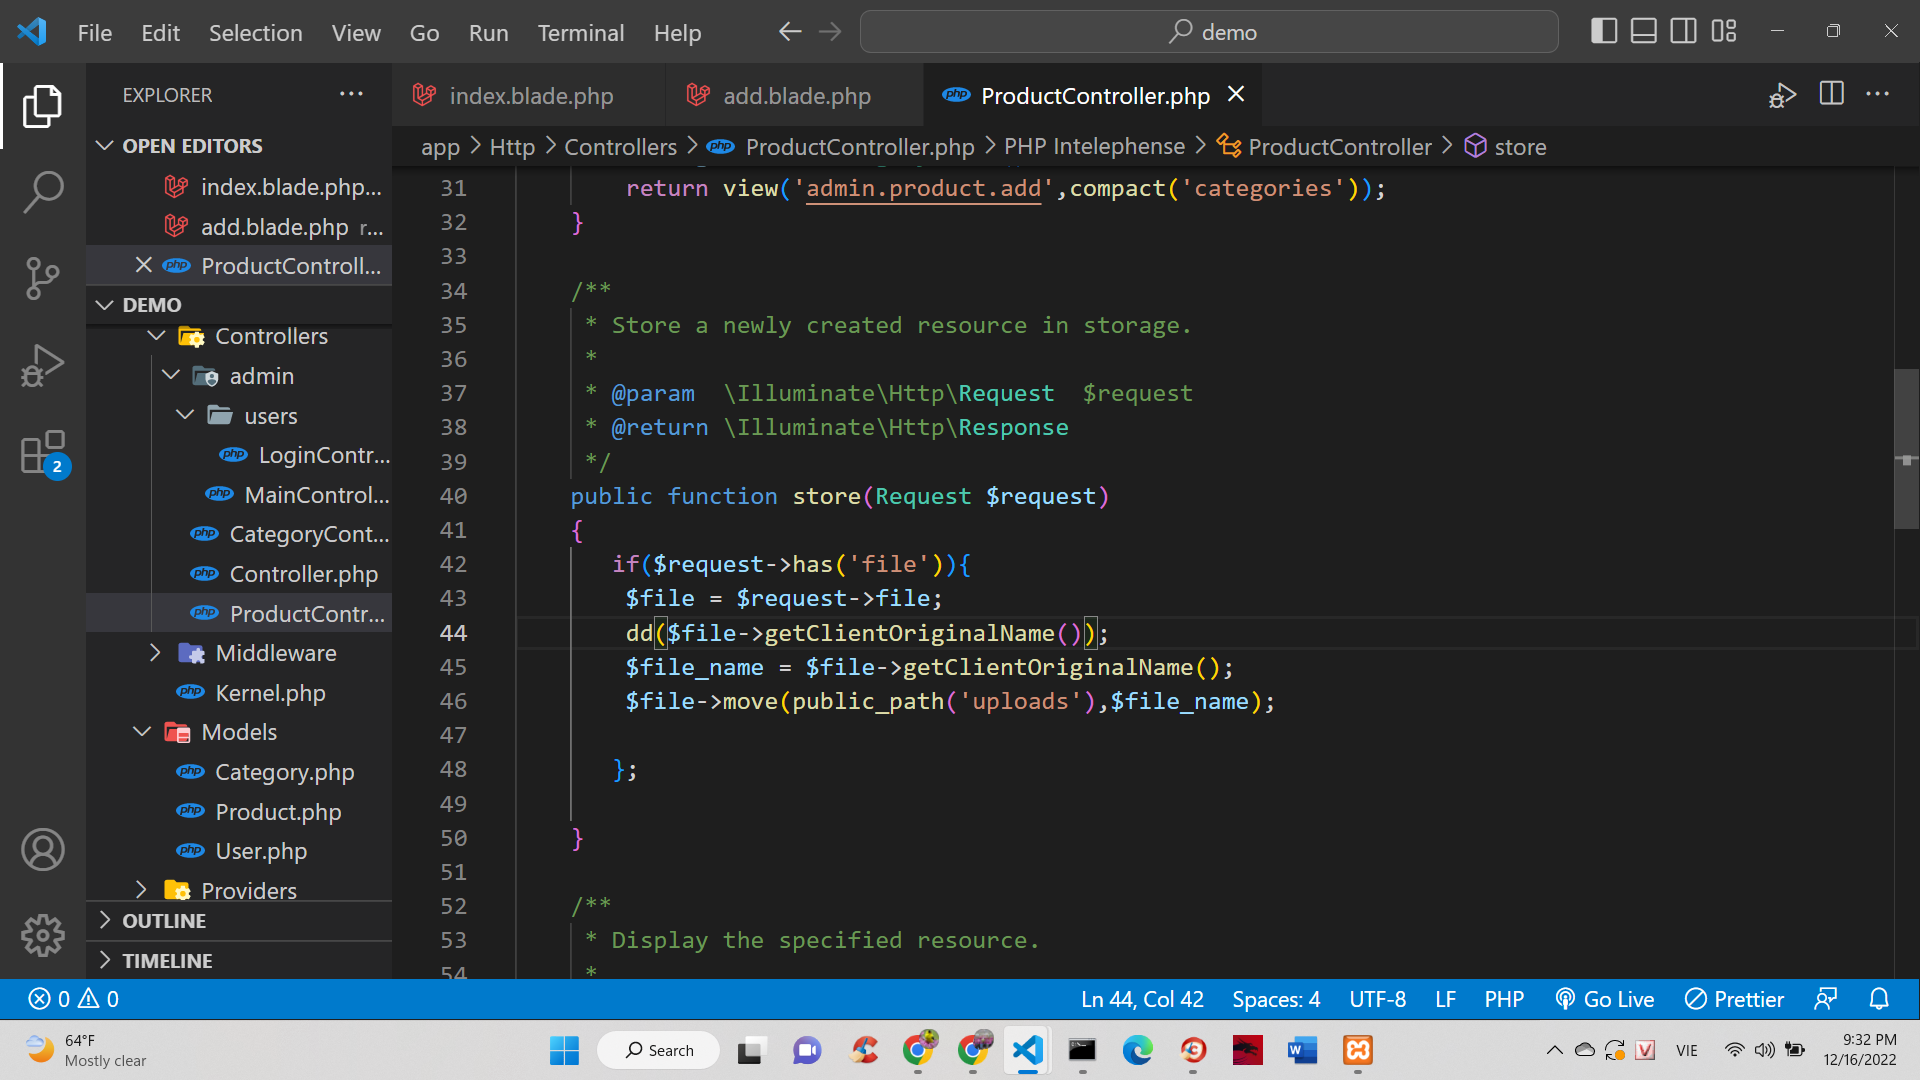 File Edit Selection View Go Run Terminal Help
demo
EXPLORER
index.blade.php
add.blade.php
ProductController.php
OPEN EDITORS
index.blade.php...
add.blade.php r...
ProductControll...
DEMO
Controllers
admin
users
LoginContr...
MainControl...
CategoryCont...
Controller.php
ProductContr...
Middleware
Kernel.php
Models
Category.php
Product.php
User.php
Providers
OUTLINE
TIMELINE
app > Http > Controllers > php ProductController.php > PHP Intelephense > ProductController > store
31 return view('admin.product.add',compact('categories'));
32 }
33
34 /**
35 * Store a newly created resource in storage.
36 *
37 * @param  \Illuminate\Http\Request  $request
38 * @return \Illuminate\Http\Response
39 */
40 public function store(Request $request)
41 {
42 if($request->has('file')){
43 $file = $request->file;
44 dd($file->getClientOriginalName());
45 $file_name = $file->getClientOriginalName();
46 $file->move(public_path('uploads'),$file_name);
47
48 };
49
50 }
51
52 /**
53 * Display the specified resource.
54 *
2
0 0
Ln 44, Col 42 Spaces: 4 UTF-8 LF PHP Go Live Prettier
64°F
Mostly clear
Search
VIE
9:32 PM
12/16/2022